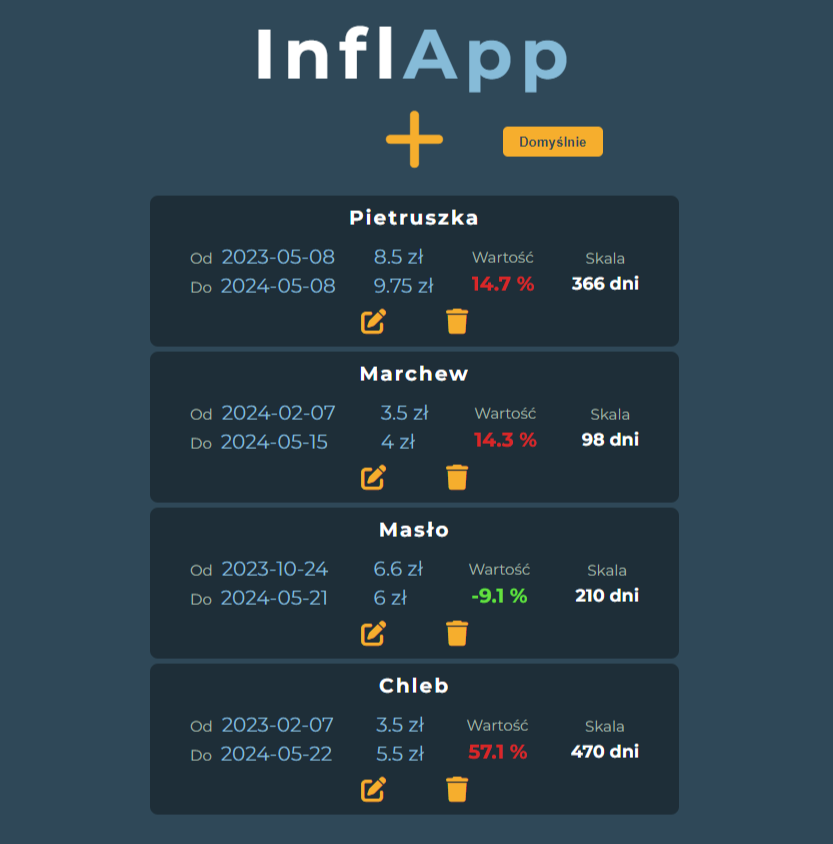 InflApp
Domyślnie
Pietruszka
Od 2023-05-08 8.5 zł Wartość Skala
Do 2024-05-08 9.75 zł 14.7 % 366 dni
Marchew
Od 2024-02-07 3.5 zł Wartość Skala
Do 2024-05-15 4 zł 14.3 % 98 dni
Masło
Od 2023-10-24 6.6 zł Wartość Skala
Do 2024-05-21 6 zł -9.1 % 210 dni
Chleb
Od 2023-02-07 3.5 zł Wartość Skala
Do 2024-05-22 5.5 zł 57.1 % 470 dni